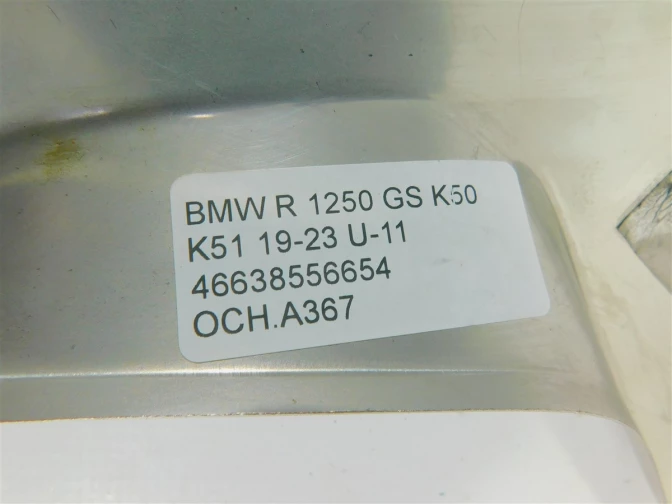 BMW R 1250 GS K50
K51 19-23 U-11
46638556654
OCH.A367